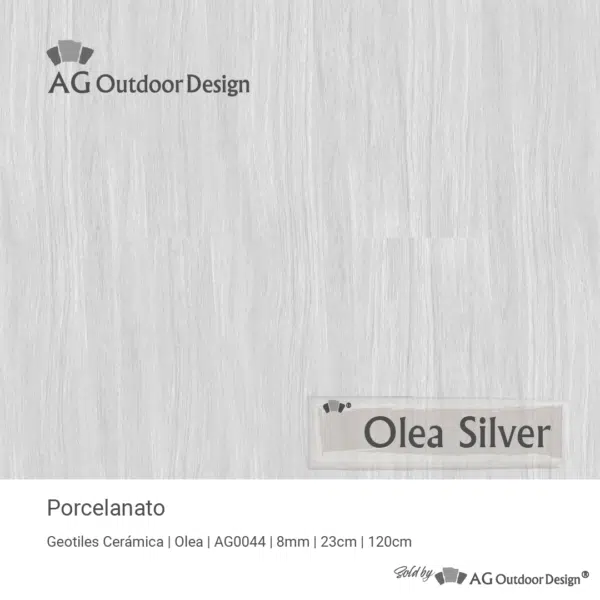 AG Outdoor Design
Olea Silver
Porcelanato
Geotiles Cerámica | Olea | AG0044 | 8mm | 23cm | 120cm
Sold by AG Outdoor Design®